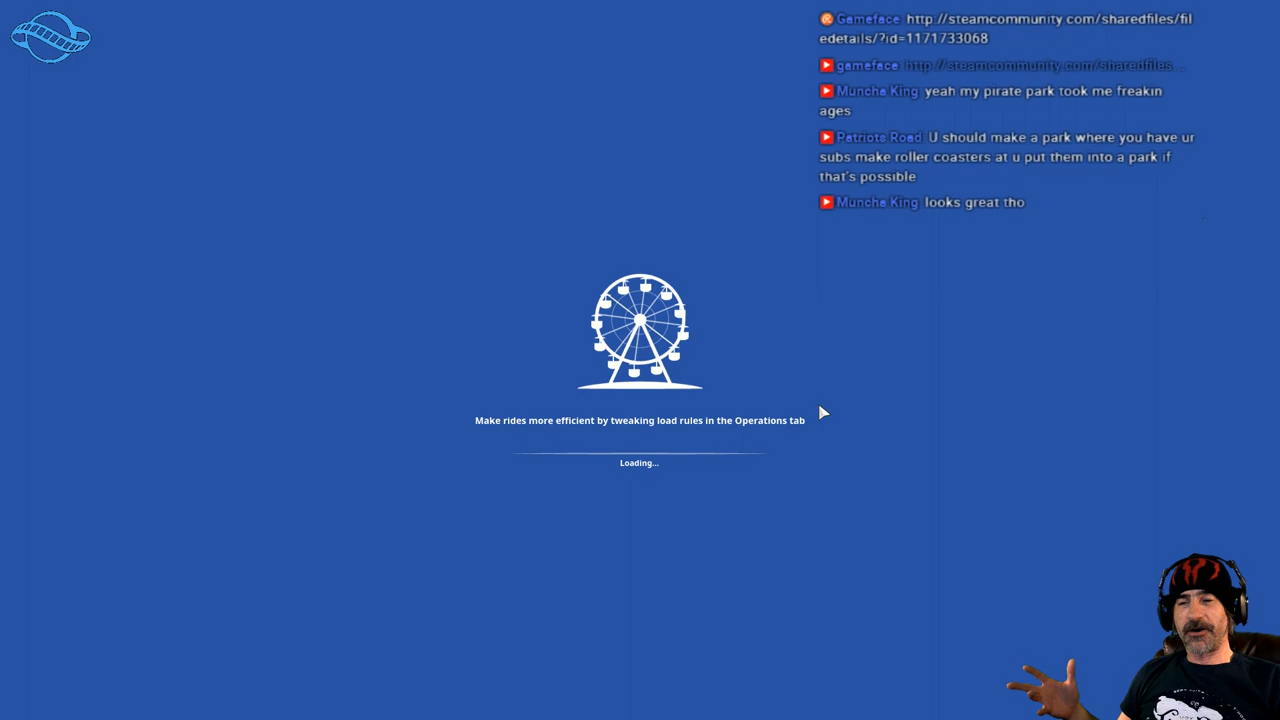 Gameface http://steamcommunity.com/sharedfiles/fil
edetails/?id=1171733068
gameface http://steamcommunity.com/sharedfiles...
Muncha King yeah my pirate park took me freakin
ages
Patriots Road U should make a park where you have ur
subs make roller coasters at u put them into a park if
that's possible
Muncha King looks great tho
Make rides more efficient by tweaking load rules in the Operations tab
Loading...